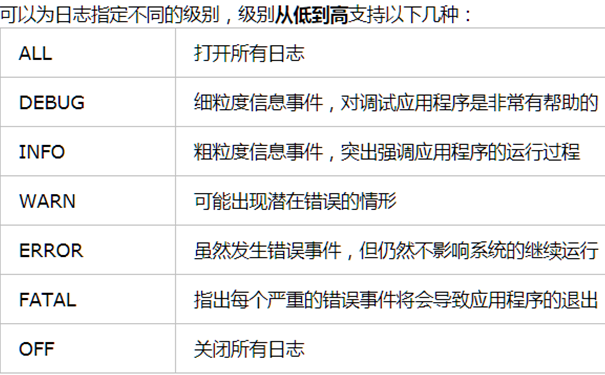 可以为日志指定不同的级别，级别从低到高支持以下几种：
ALL 打开所有日志
DEBUG 细粒度信息事件，对调试应用程序是非常有帮助的
INFO 粗粒度信息事件，突出强调应用程序的运行过程
WARN 可能出现潜在错误的情形
ERROR 虽然发生错误事件，但仍然不影响系统的继续运行
FATAL 指出每个严重的错误事件将会导致应用程序的退出
OFF 关闭所有日志